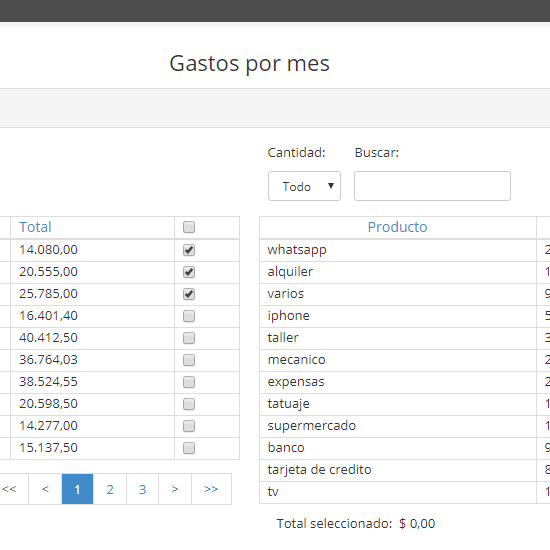 Gastos por mes
Cantidad: Buscar:
Todo
Total
14.080,00
20.555,00
25.785,00
16.401,40
40.412,50
36.764,03
38.524,55
20.598,50
14.277,00
15.137,50
<< < 1 2 3 > >>
Producto
whatsapp 2
alquiler 1
varios 9
iphone 5
taller 3
mecanico 2
expensas 2
tatuaje 1
supermercado 1
banco 9
tarjeta de credito 8
tv 1
Total seleccionado: $ 0,00